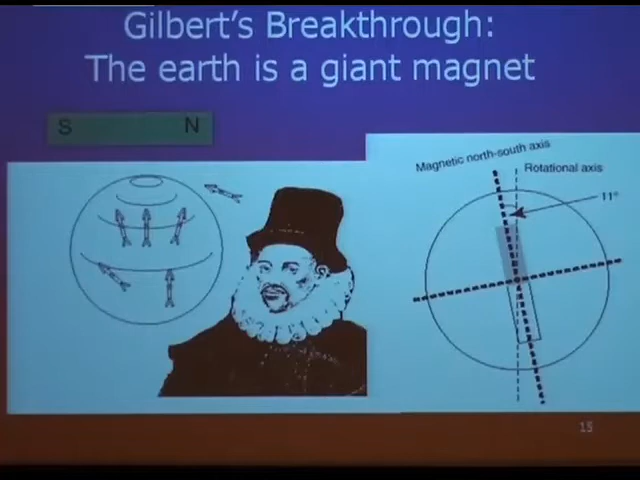 Gilbert's Breakthrough:
The earth is a giant magnet
S N
Magnetic north-south axis
Rotational axis
11°
15